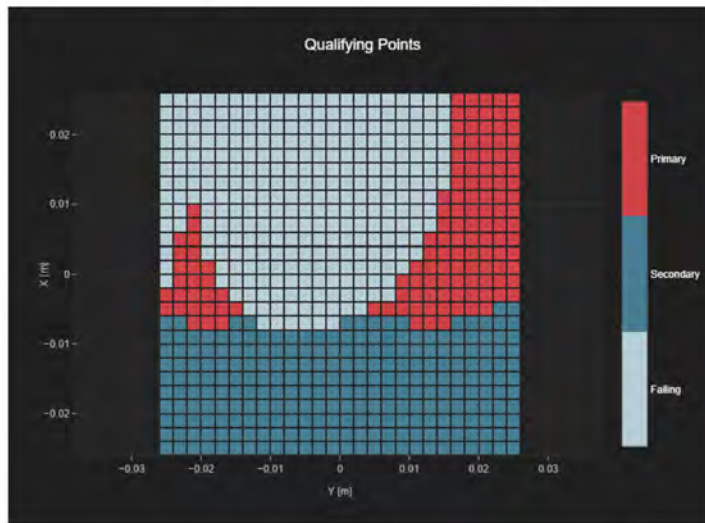 Qualifying Points
0.02
0.01
0
−0.01
−0.02
X [m]
−0.03
−0.02
−0.01
0
0.01
0.02
0.03
Y [m]
Primary
Secondary
Failing